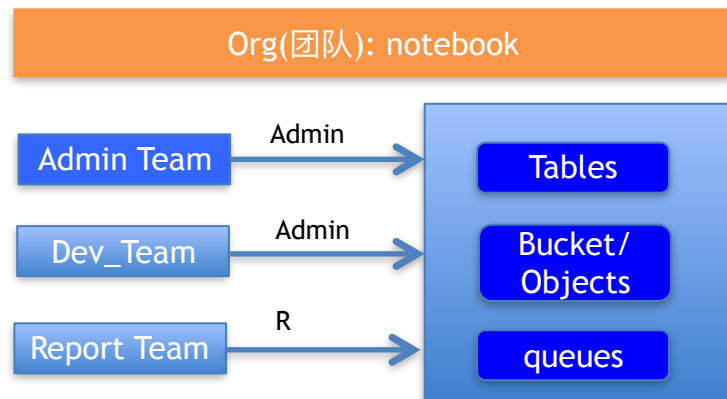 Org(团队): notebook
Admin Team
Admin
Tables
Dev_Team
Admin
Bucket/
Objects
Report Team
R
queues